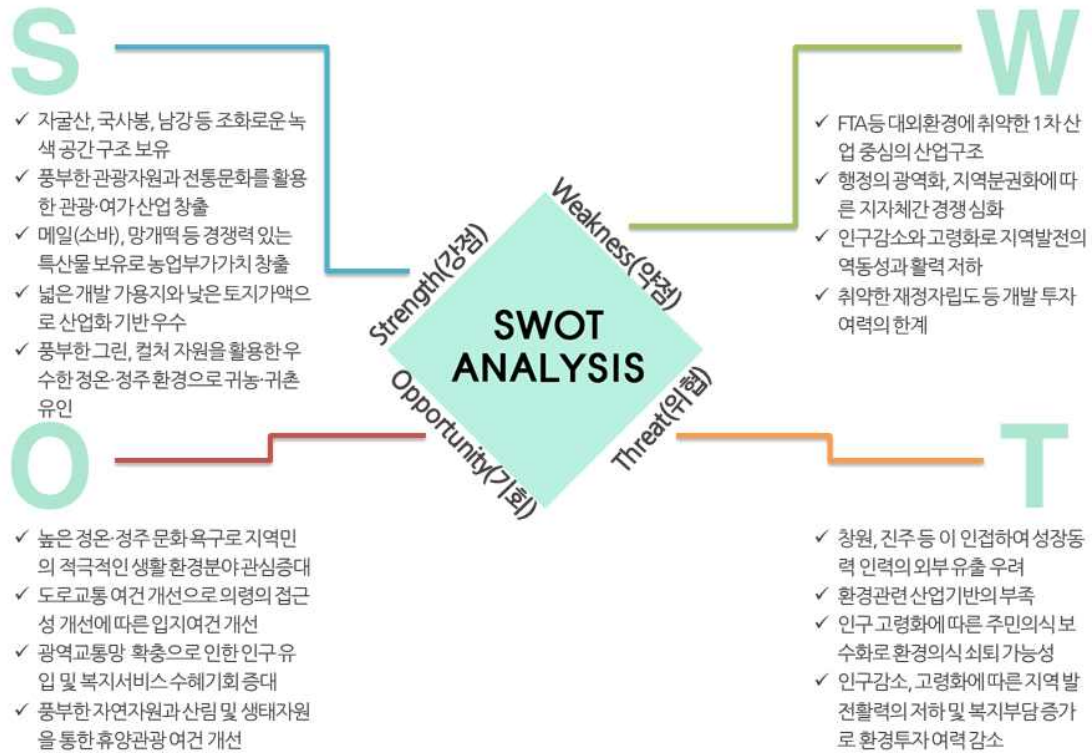 S
✓ 자굴산, 국사봉, 남강 등 조화로운 녹
색 공간 구조 보유
✓ 풍부한 관광자원과 전통문화를 활용
한 관광·여가 산업 창출
✓ 메일(소바), 망개떡 등 경쟁력 있는
특산물 보유로 농업부가가치 창출
✓ 넓은 개발 가용지와 낮은 토지가액으
로 산업화 기반 우수
✓ 풍부한 그린, 컬처 자원을 활용한 우
수한 정온·정주 환경으로 귀농·귀촌
유인
W
✓ FTA등 대외환경에 취약한 1차 산
업 중심의 산업구조
✓ 행정의 광역화, 지역분권화에 따
른 지자체간 경쟁 심화
✓ 인구감소와 고령화로 지역발전의
역동성과 활력 저하
✓ 취약한 재정자립도 등 개발 투자
여력의 한계
Strength(강점)
Weakness(약점)
SWOT
ANALYSIS
Opportunity(기회)
Threat(위협)
O
✓ 높은 정온·정주 문화 욕구로 지역민
의 적극적인 생활 환경분야 관심증대
✓ 도로교통 여건 개선으로 의령의 접근
성 개선에 따른 입지여건 개선
✓ 광역교통망 확충으로 인한 인구 유
입 및 복지서비스 수혜기회 증대
✓ 풍부한 자연자원과 산림 및 생태자원
을 통한 휴양관광 여건 개선
T
✓ 창원, 진주 등 이 인접하여 성장동
력 인력의 외부 유출 우려
✓ 환경관련 산업기반의 부족
✓ 인구 고령화에 따른 주민의식 보
수화로 환경의식 쇠퇴 가능성
✓ 인구감소, 고령화에 따른 지역 발
전활력의 저하 및 복지부담 증가
로 환경투자 여력 감소